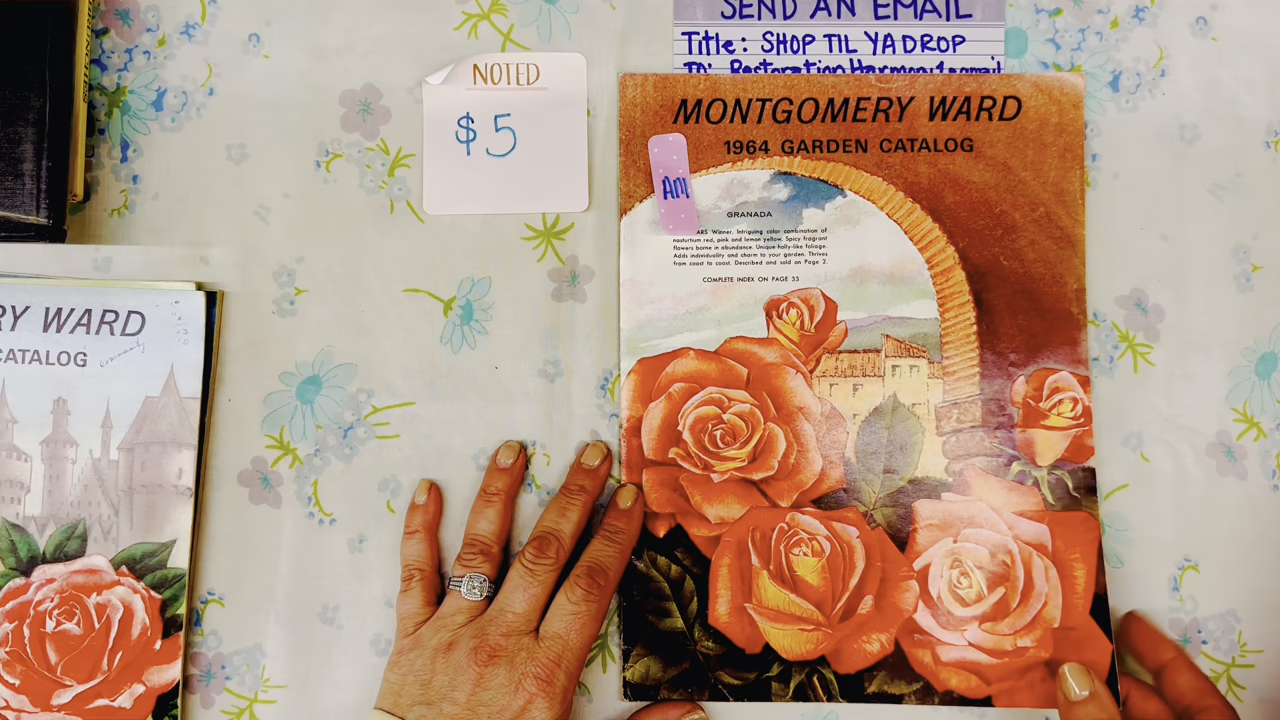 SEND AN EMAIL
Title: SHOP TIL YA DROP
TO: RestorationHarmony1@gmail
NOTED
$5
MONTGOMERY WARD
1964 GARDEN CATALOG
AM
GRANADA
ARS Winner. Intriguing color combination of
nasturtium red, pink and lemon yellow. Spicy fragrant
flowers borne in abundance. Unique holly-like foliage.
Adds individuality and charm to your garden. Thrives
from coast to coast. Described and sold on Page 2.
COMPLETE INDEX ON PAGE 33
RY WARD
CATALOG